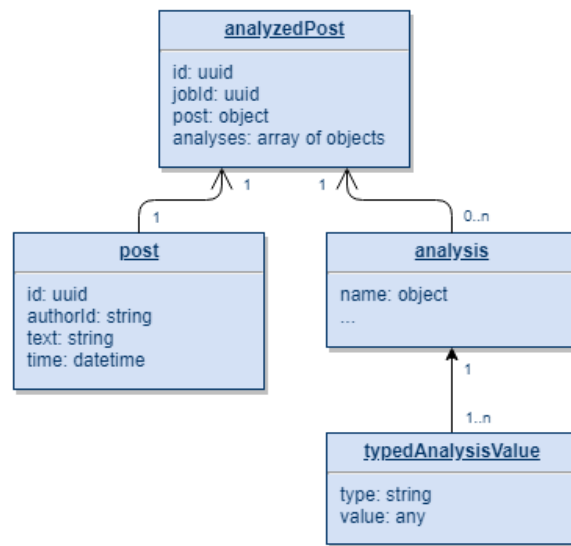 analyzedPost
id: uuid
jobId: uuid
post: object
analyses: array of objects
1
1
1
0..n
post
id: uuid
authorId: string
text: string
time: datetime
analysis
name: object
...
1
1..n
typedAnalysisValue
type: string
value: any